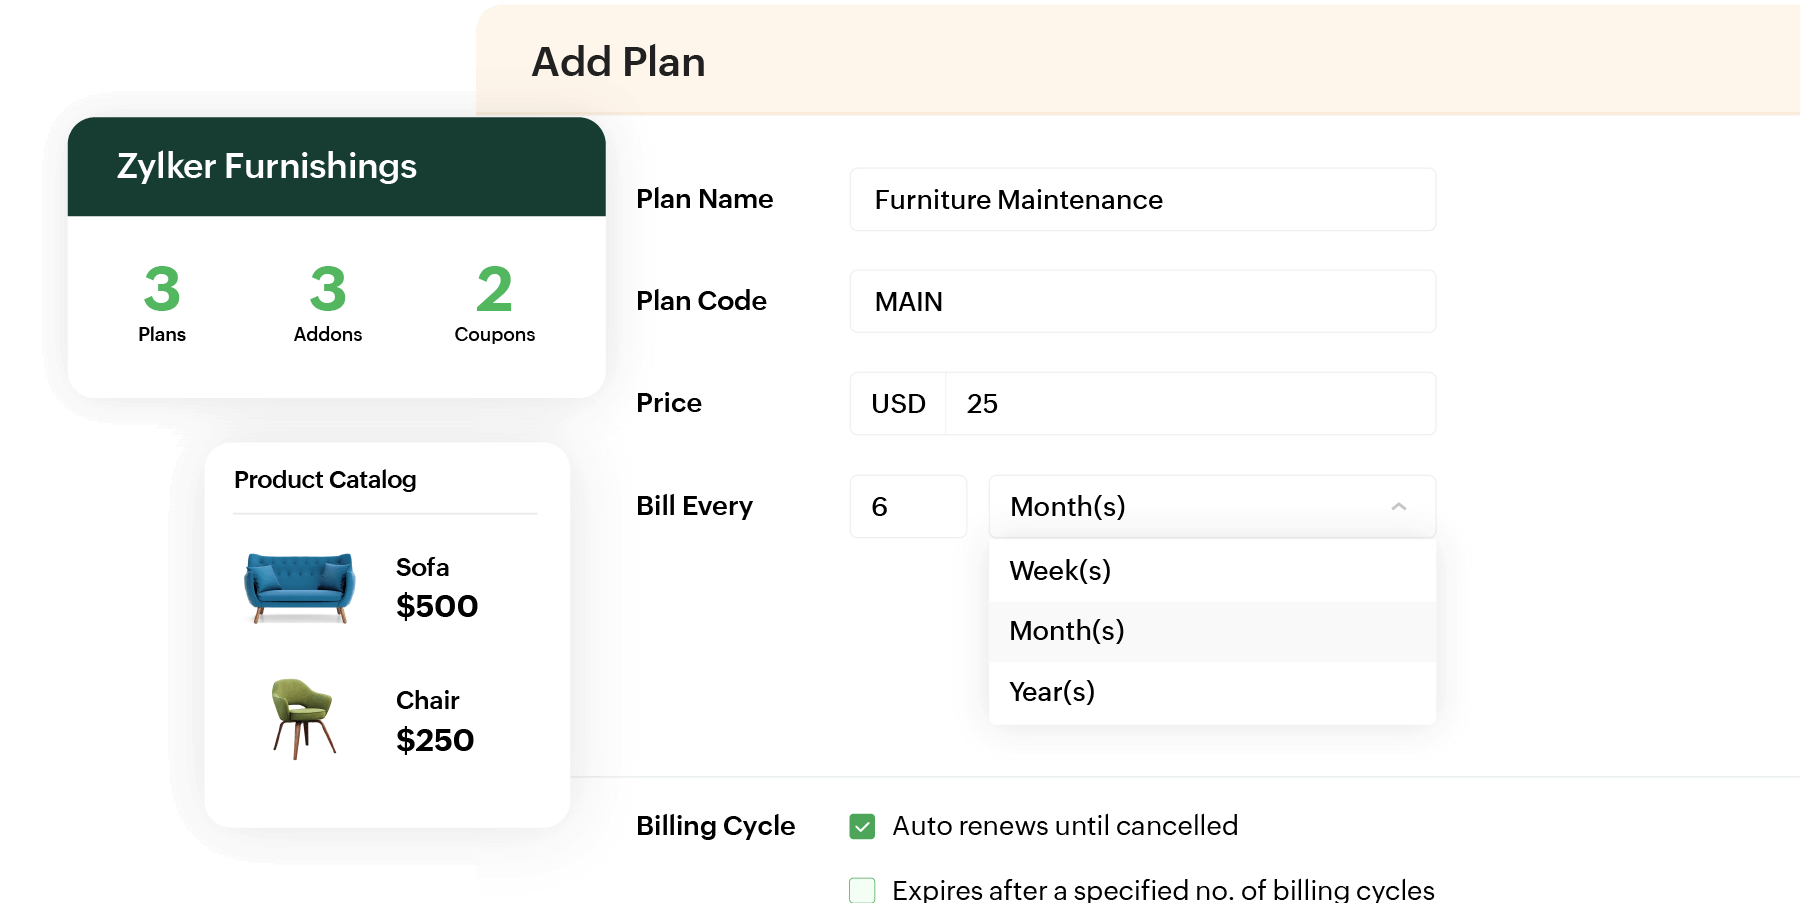 Add Plan
Zylker Furnishings
3 3 2
Plans Addons Coupons
Product Catalog
Sofa
$500
Chair
$250
Plan Name Furniture Maintenance
Plan Code MAIN
Price USD 25
Bill Every 6 Month(s)
Week(s)
Month(s)
Year(s)
Billing Cycle Auto renews until cancelled
Expires after a specified no. of billing cycles